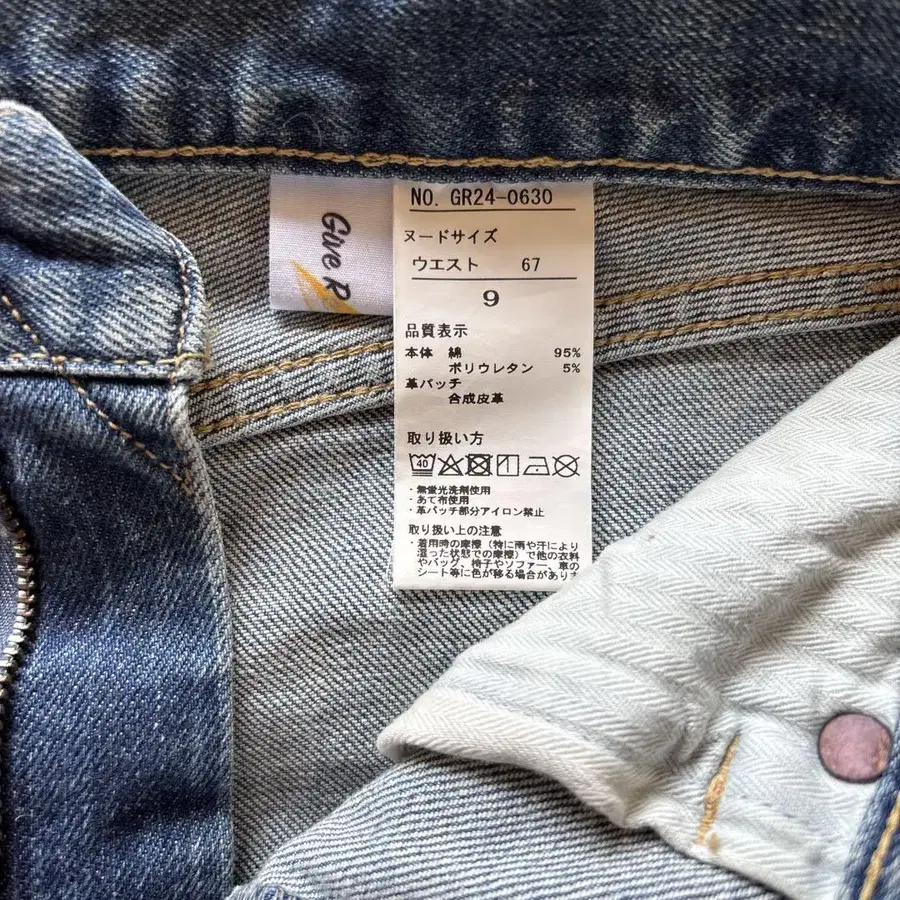 Give R
NO. GR24-0630
ヌードサイズ
ウエスト 67
9
品質表示
本体 綿 95%
ポリウレタン 5%
革パッチ
合成皮革
取り扱い方
40
・無蛍光洗剤使用
・あて布使用
・革パッチ部分アイロン禁止
取り扱い上の注意
・着用時の摩擦(特に雨や汗により
湿った状態での摩擦)で他の衣料
やバッグ、椅子やソファー、車の
シート等に色が移る場合があります